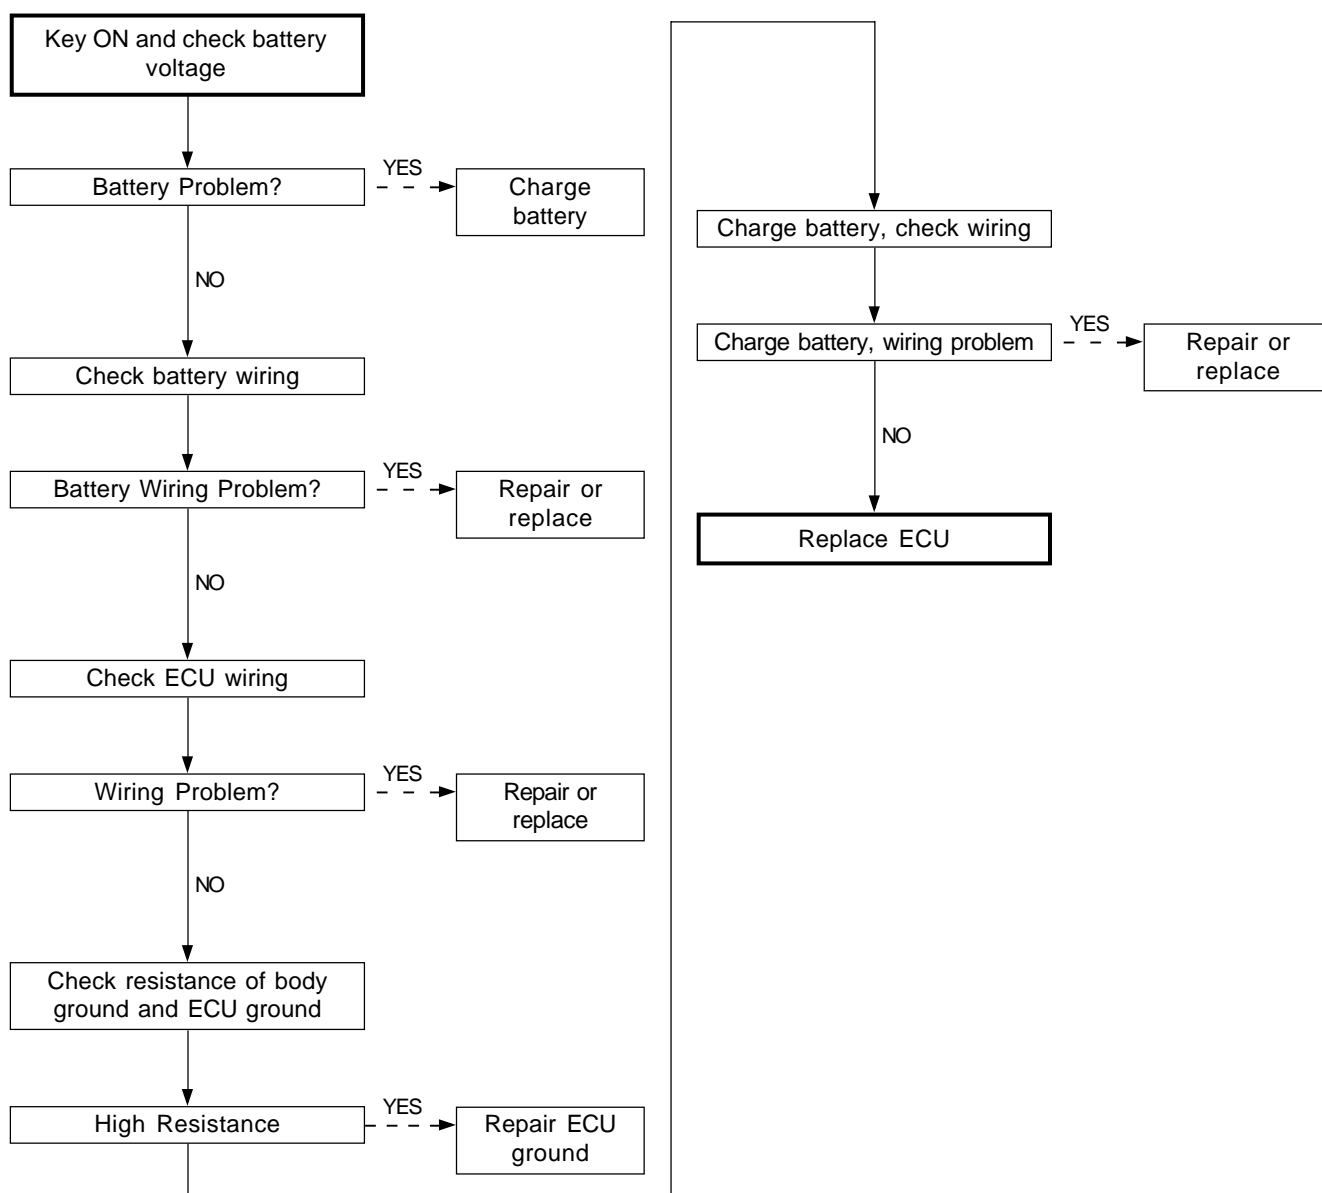 Key ON and check battery
voltage
Battery Problem?
YES
Charge
battery
NO
Check battery wiring
Battery Wiring Problem?
YES
Repair or
replace
NO
Check ECU wiring
Wiring Problem?
YES
Repair or
replace
NO
Check resistance of body
ground and ECU ground
High Resistance
YES
Repair ECU
ground
Charge battery, check wiring
Charge battery, wiring problem
YES
Repair or
replace
NO
Replace ECU